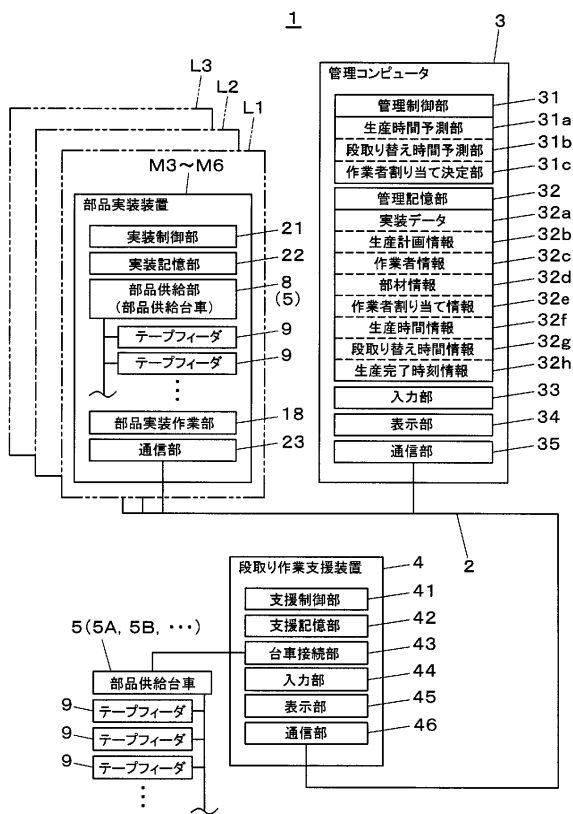 1
L3
L2
L1
M3~M6
部品実装装置
実装制御部
21
実装記憶部
22
部品供給部
(部品供給台車)
8
(5)
テープフィーダ
9
テープフィーダ
9
部品実装作業部
18
通信部
23
3
管理コンピュータ
管理制御部
31
生産時間予測部
31a
段取り替え時間予測部
31b
作業者割り当て決定部
31c
管理記憶部
32
実装データ
32a
生産計画情報
32b
作業者情報
32c
部材情報
32d
作業者割り当て情報
32e
生産時間情報
32f
段取り替え時間情報
32g
生産完了時刻情報
32h
入力部
33
表示部
34
通信部
35
2
段取り作業支援装置
4
支援制御部
41
支援記憶部
42
台車接続部
43
入力部
44
表示部
45
通信部
46
5(5A, 5B, ･･･)
部品供給台車
9
テープフィーダ
9
テープフィーダ
9
テープフィーダ